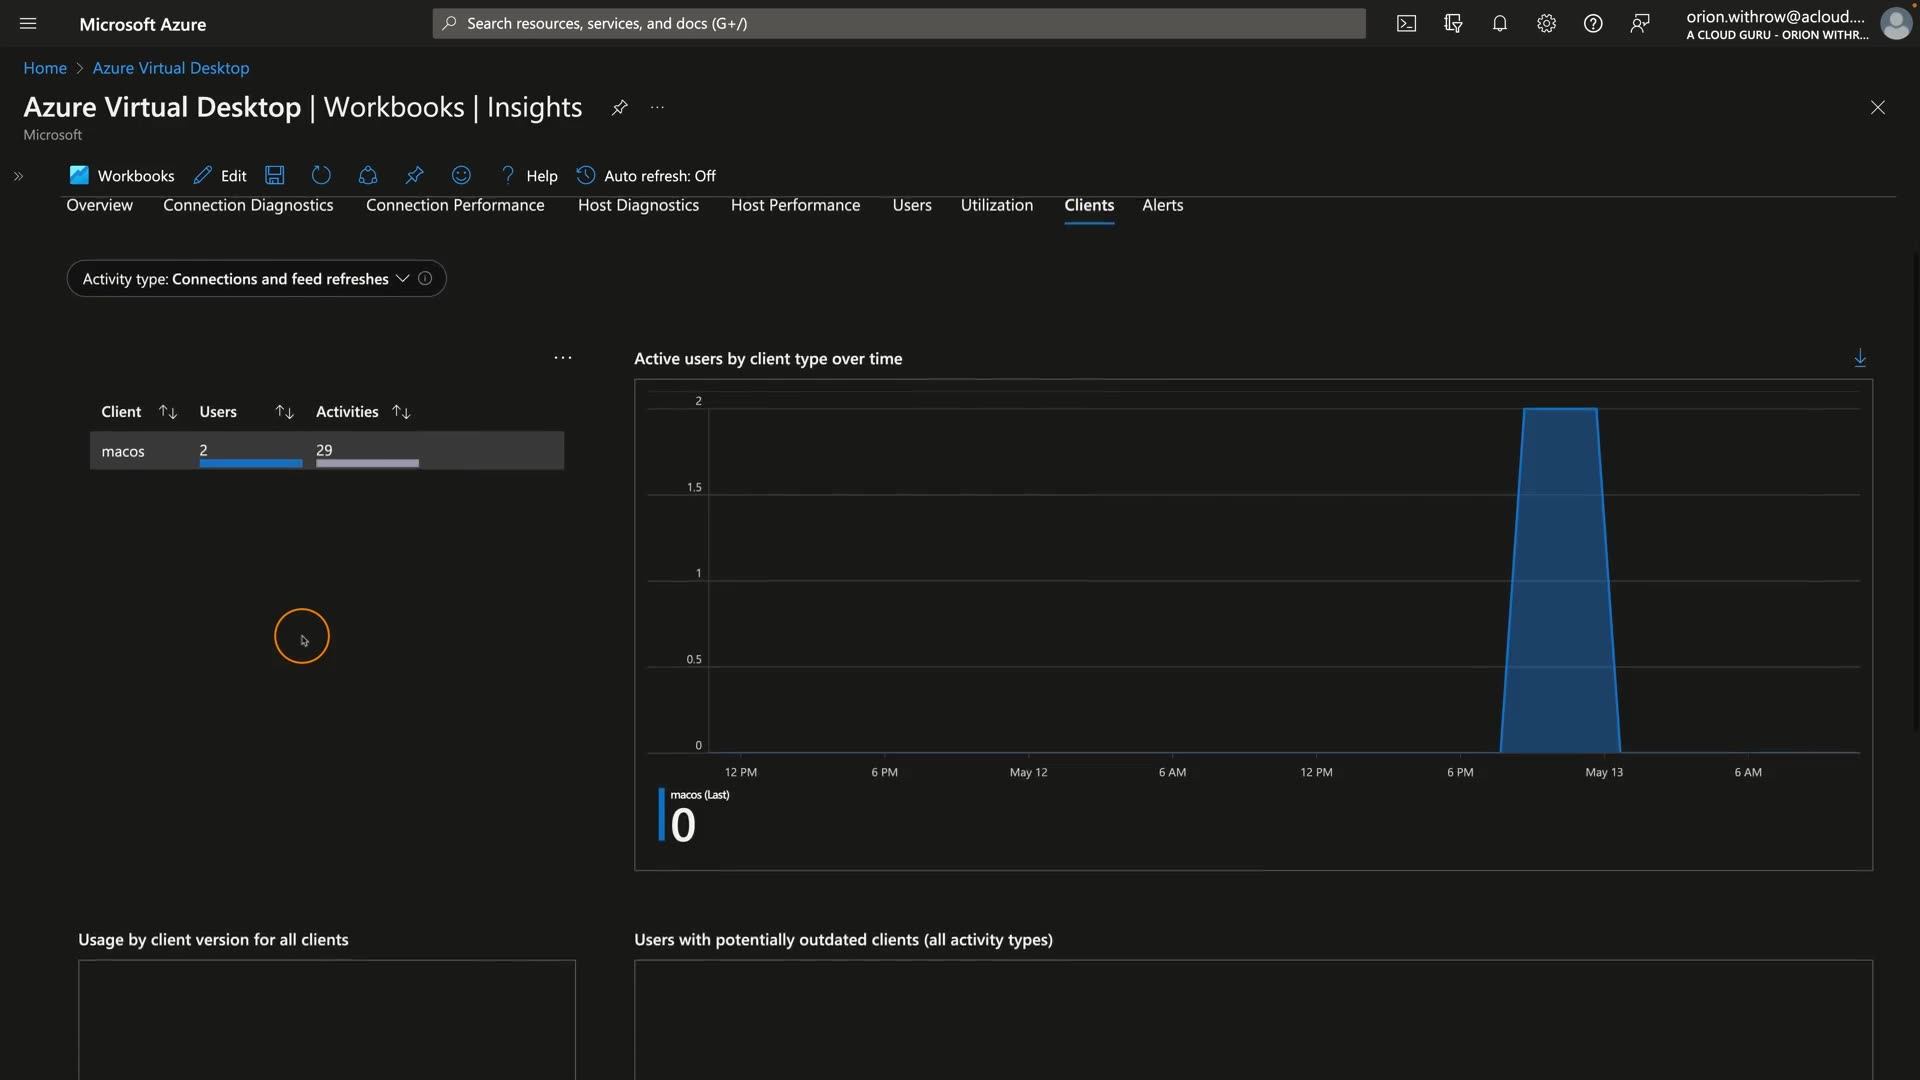 Microsoft Azure
Search resources, services, and docs (G+/)
orion.withrow@acloud....
A CLOUD GURU - ORION WITHR...
Home > Azure Virtual Desktop
Azure Virtual Desktop | Workbooks | Insights
Microsoft
Workbooks Edit Help Auto refresh: Off
Overview Connection Diagnostics Connection Performance Host Diagnostics Host Performance Users Utilization Clients Alerts
Activity type: Connections and feed refreshes
Active users by client type over time
Client Users Activities
macos 2 29
2
1.5
1
0.5
0
12 PM 6 PM May 12 6 AM 12 PM 6 PM May 13 6 AM
macos (Last)
0
Usage by client version for all clients
Users with potentially outdated clients (all activity types)